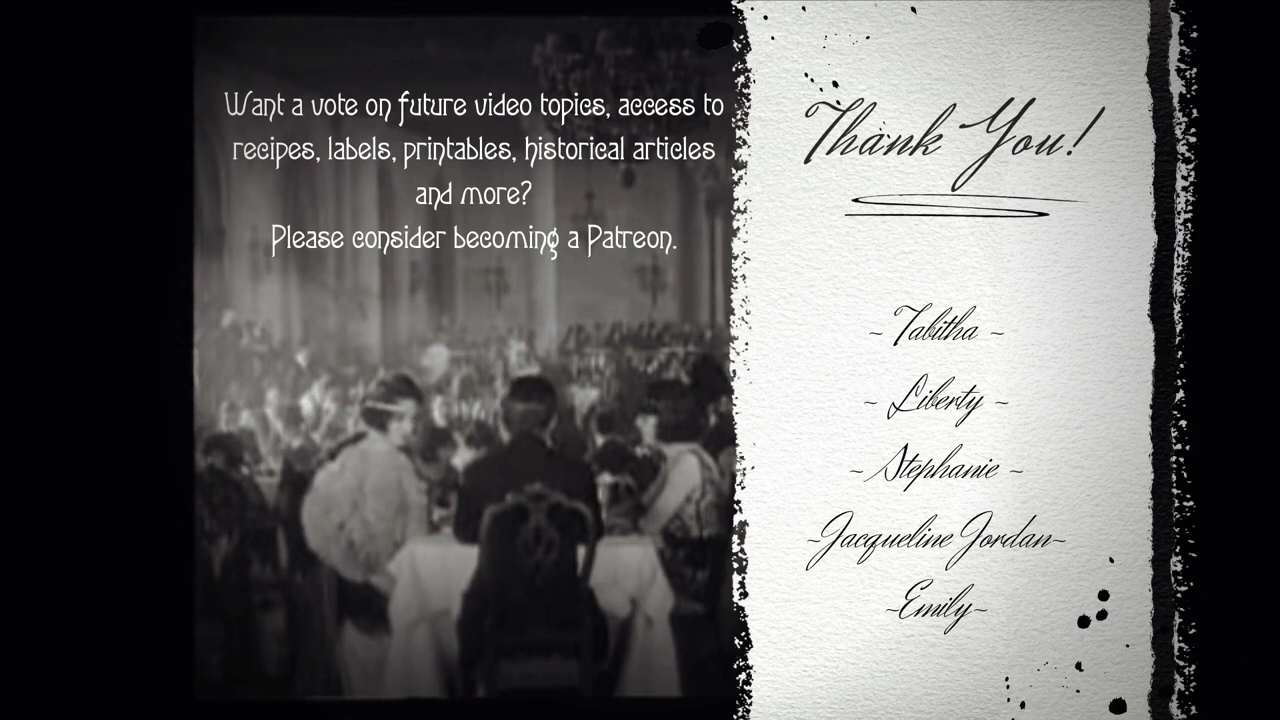 Want a vote on future video topics, access to
recipes, labels, printables, historical articles
and more?
Please consider becoming a Patreon.
Thank You!
~ Tabitha ~
~ Liberty ~
~ Stephanie ~
~Jacqueline Jordan~
~Emily~